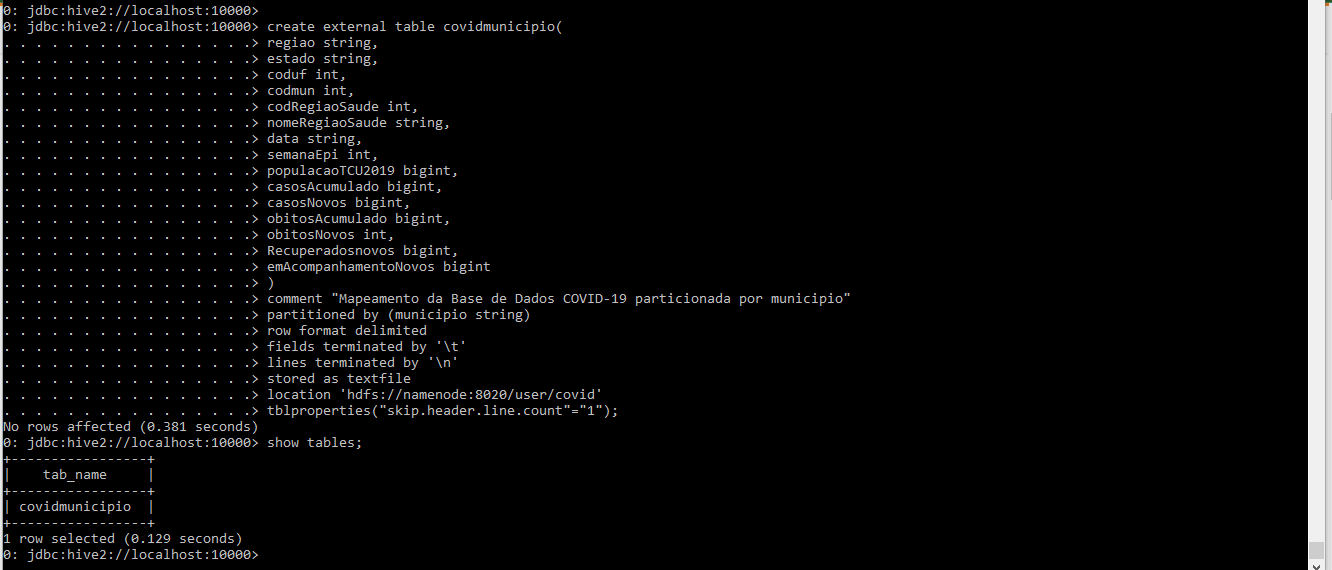 0: jdbc:hive2://localhost:10000>
0: jdbc:hive2://localhost:10000> create external table covidmunicipio(
. . . . . . . . . . . . . . . .> regiao string,
. . . . . . . . . . . . . . . .> estado string,
. . . . . . . . . . . . . . . .> coduf int,
. . . . . . . . . . . . . . . .> codmun int,
. . . . . . . . . . . . . . . .> codRegiaoSaude int,
. . . . . . . . . . . . . . . .> nomeRegiaoSaude string,
. . . . . . . . . . . . . . . .> data string,
. . . . . . . . . . . . . . . .> semanaEpi int,
. . . . . . . . . . . . . . . .> populacaoTCU2019 bigint,
. . . . . . . . . . . . . . . .> casosAcumulado bigint,
. . . . . . . . . . . . . . . .> casosNovos bigint,
. . . . . . . . . . . . . . . .> obitosAcumulado bigint,
. . . . . . . . . . . . . . . .> obitosNovos int,
. . . . . . . . . . . . . . . .> Recuperadosnovos bigint,
. . . . . . . . . . . . . . . .> emAcompanhamentoNovos bigint
. . . . . . . . . . . . . . . .> )
. . . . . . . . . . . . . . . .> comment "Mapeamento da Base de Dados COVID-19 particionada por municipio"
. . . . . . . . . . . . . . . .> partitioned by (municipio string)
. . . . . . . . . . . . . . . .> row format delimited
. . . . . . . . . . . . . . . .> fields terminated by '\t'
. . . . . . . . . . . . . . . .> lines terminated by '\n'
. . . . . . . . . . . . . . . .> stored as textfile
. . . . . . . . . . . . . . . .> location 'hdfs://namenode:8020/user/covid'
. . . . . . . . . . . . . . . .> tblproperties("skip.header.line.count"="1");
No rows affected (0.381 seconds)
0: jdbc:hive2://localhost:10000> show tables;
+-----------------+
|    tab_name     |
+-----------------+
| covidmunicipio  |
+-----------------+
1 row selected (0.129 seconds)
0: jdbc:hive2://localhost:10000>